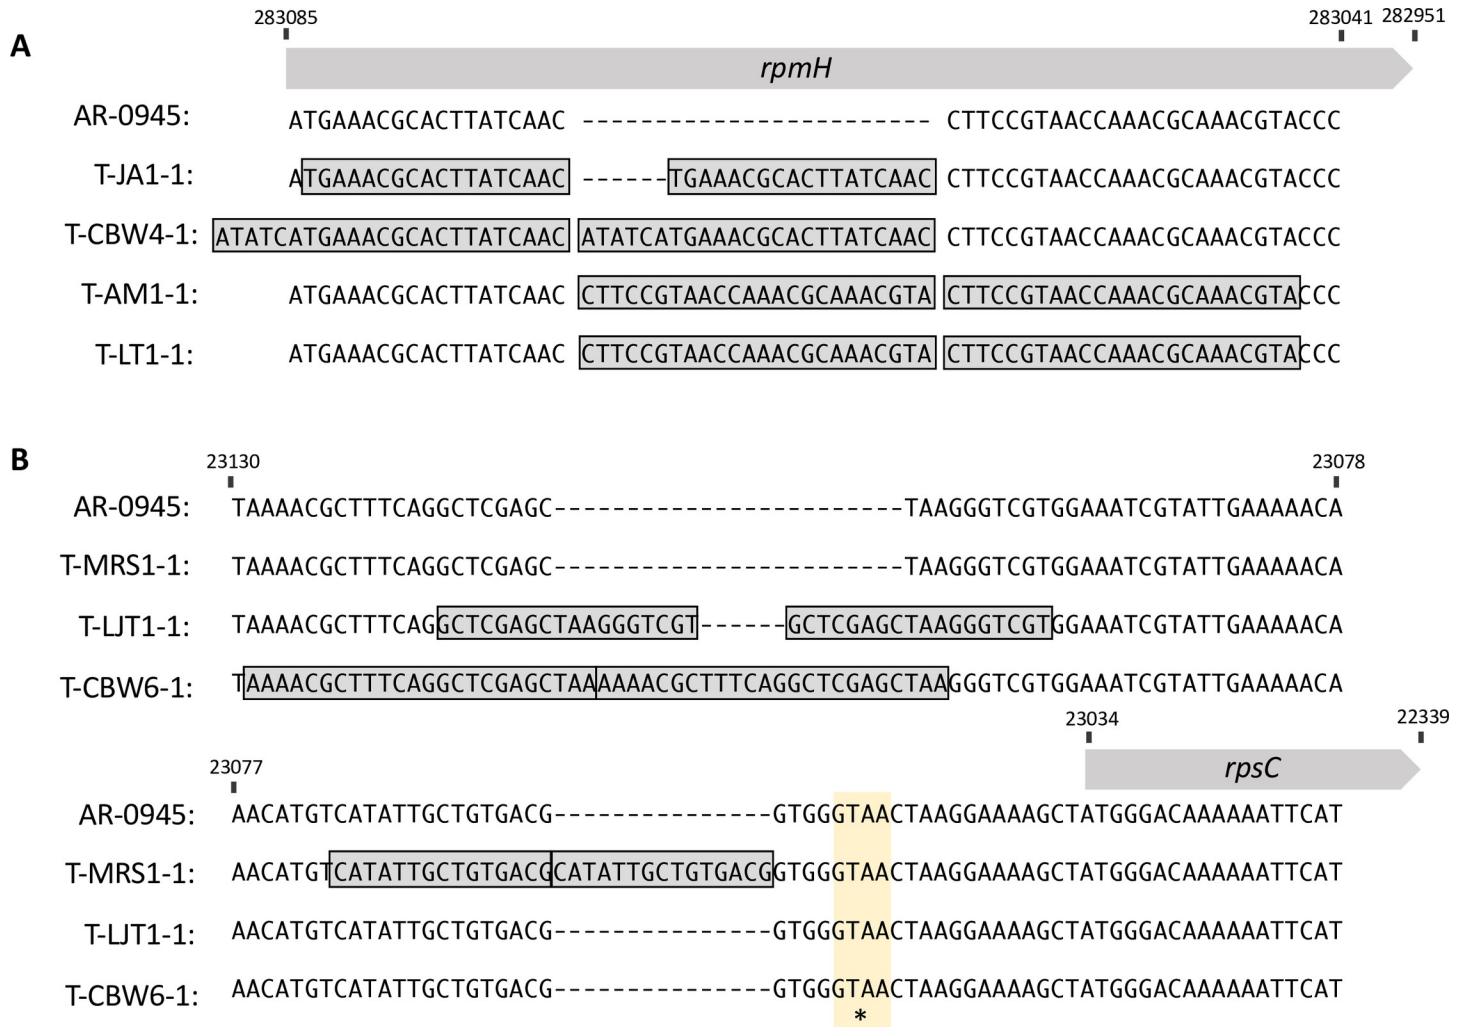 283085 283041 282951
A
rpmH
AR-0945: ATGAAACGCACTTATCAAC ------------------------ CTTCCGTAACCAAACGCAAACGTACCC
T-JA1-1: ATGAAACGCACTTATCAAC ------TGAAACGCACTTATCAAC CTTCCGTAACCAAACGCAAACGTACCC
T-CBW4-1: ATATCATGAAACGCACTTATCAAC ATATCATGAAACGCACTTATCAAC CTTCCGTAACCAAACGCAAACGTACCC
T-AM1-1: ATGAAACGCACTTATCAAC CTTCCGTAACCAAACGCAAACGTA CTTCCGTAACCAAACGCAAACGTACCC
T-LT1-1: ATGAAACGCACTTATCAAC CTTCCGTAACCAAACGCAAACGTA CTTCCGTAACCAAACGCAAACGTACCC
B
23130 23078
AR-0945: TAAAACGCTTTCAGGCTCGAGC------------------------TAAGGGTCGTGGAAATCGTATTGAAAAACA
T-MRS1-1: TAAAACGCTTTCAGGCTCGAGC------------------------TAAGGGTCGTGGAAATCGTATTGAAAAACA
T-LJT1-1: TAAAACGCTTTCAGGCTCGAGCTAAGGGTCGT------GCTCGAGCTAAGGGTCGTGGAAATCGTATTGAAAAACA
T-CBW6-1: TAAAACGCTTTCAGGCTCGAGCTAAAAAACGCTTTCAGGCTCGAGCTAAGGGTCGTGGAAATCGTATTGAAAAACA
23034 22339
23077
rpsC
AR-0945: AACATGTCATATTGCTGTGACG---------------GTGGGTAACTAAGGAAAAGCTATGGGACAAAAAATTCAT
T-MRS1-1: AACATGTCATATTGCTGTGACGCATATTGCTGTGACGGTGGGTAACTAAGGAAAAGCTATGGGACAAAAAATTCAT
T-LJT1-1: AACATGTCATATTGCTGTGACG---------------GTGGGTAACTAAGGAAAAGCTATGGGACAAAAAATTCAT
T-CBW6-1: AACATGTCATATTGCTGTGACG---------------GTGGGTAACTAAGGAAAAGCTATGGGACAAAAAATTCAT
*